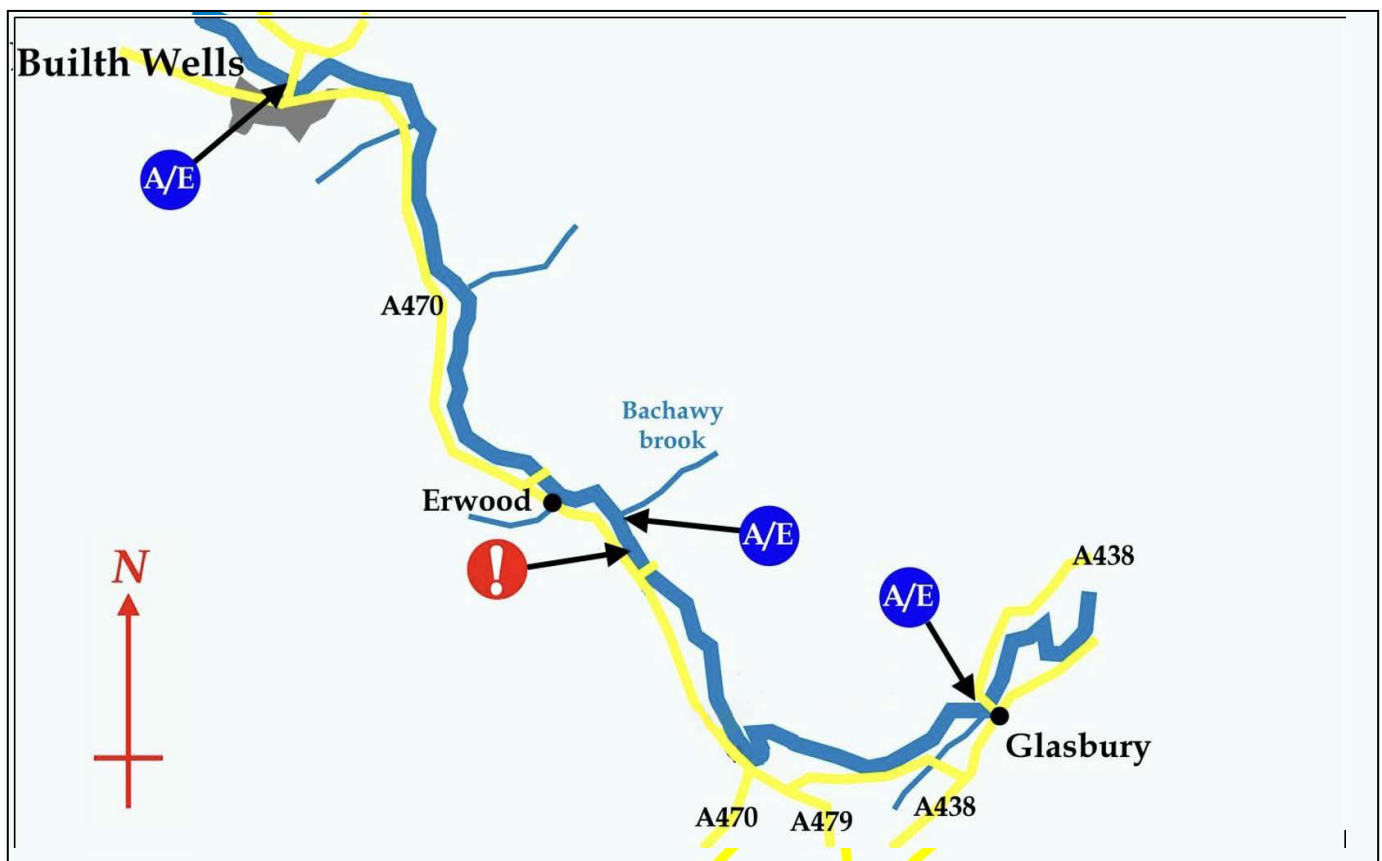 Builth Wells
A/E
A470
Bachawy
brook
Erwood
A/E
!
N
A438
A/E
Glasbury
A470
A479
A438